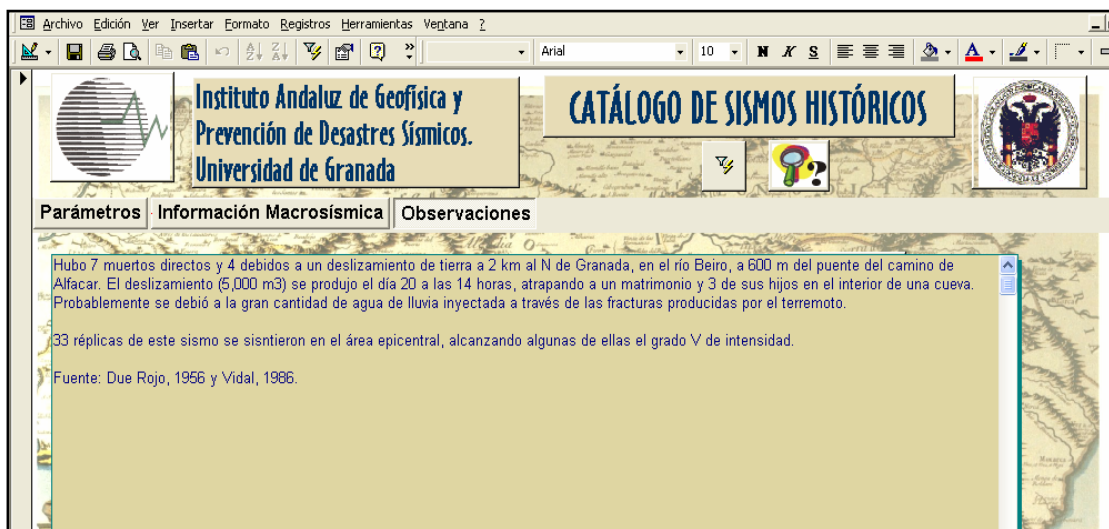 Archivo Edición Ver Insertar Formato Registros Herramientas Ventana ?
Arial 10 N K S A
Instituto Andaluz de Geofísica y
Prevención de Desastres Sísmicos.
Universidad de Granada
CATÁLOGO DE SISMOS HISTÓRICOS
Parámetros Información Macrosísmica Observaciones
Hubo 7 muertos directos y 4 debidos a un deslizamiento de tierra a 2 km al N de Granada, en el río Beiro, a 600 m del puente del camino de
Alfacar. El deslizamiento (5,000 m3) se produjo el día 20 a las 14 horas, atrapando a un matrimonio y 3 de sus hijos en el interior de una cueva.
Probablemente se debió a la gran cantidad de agua de lluvia inyectada a través de las fracturas producidas por el terremoto.
33 réplicas de este sismo se sisntieron en el área epicentral, alcanzando algunas de ellas el grado V de intensidad.
Fuente: Due Rojo, 1956 y Vidal, 1986.